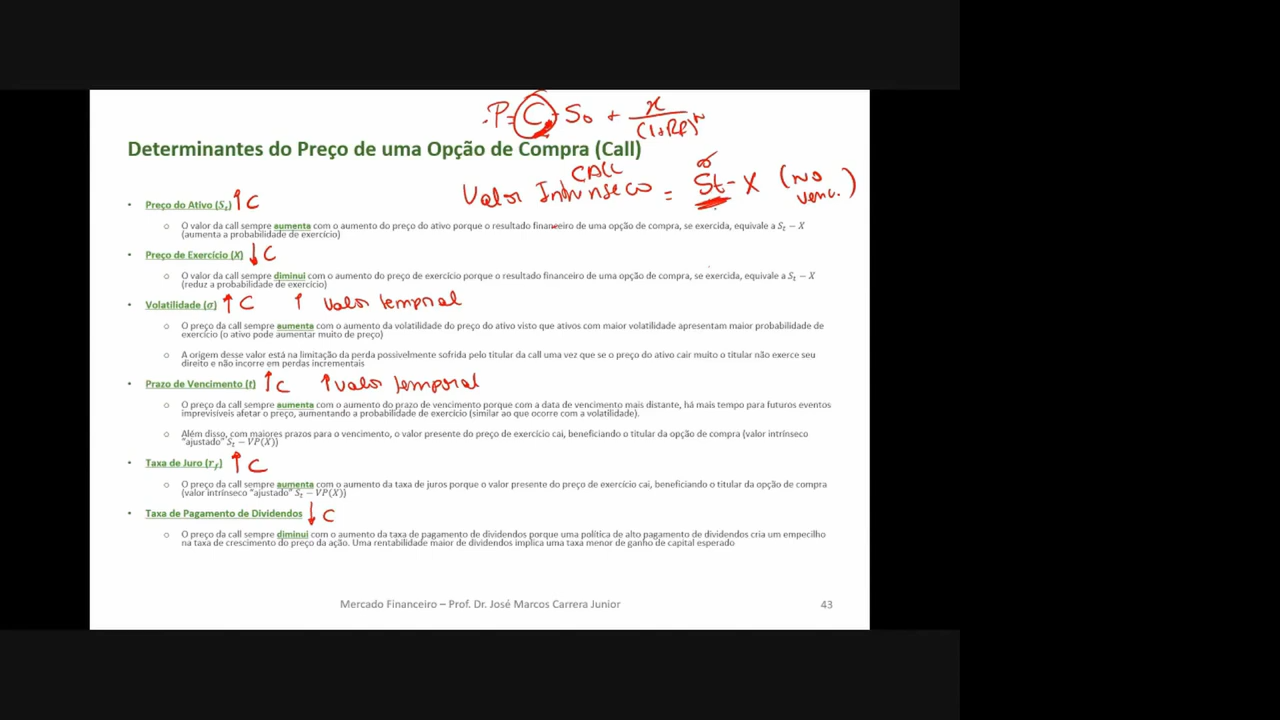 P = C - S₀ + x/(1+Rf)ⁿ
Determinantes do Preço de uma Opção de Compra (Call)
CALL
∞
Valor Intrínseco = St - X (no venc.)
• Preço do Ativo (Sₜ) ↑ C
○ O valor da call sempre aumenta com o aumento do preço do ativo porque o resultado financeiro de uma opção de compra, se exercida, equivale a Sₜ − X
(aumenta a probabilidade de exercício)
• Preço de Exercício (X) ↓ C
○ O valor da call sempre diminui com o aumento do preço de exercício porque o resultado financeiro de uma opção de compra, se exercida, equivale a Sₜ − X
(reduz a probabilidade de exercício)
• Volatilidade (σ) ↑ C ↑ Valor temporal
○ O preço da call sempre aumenta com o aumento da volatilidade do preço do ativo visto que ativos com maior volatilidade apresentam maior probabilidade de
exercício (o ativo pode aumentar muito de preço)
○ A origem desse valor está na limitação da perda possivelmente sofrida pelo titular da call uma vez que se o preço do ativo cair muito o titular não exerce seu
direito e não incorre em perdas incrementais
• Prazo de Vencimento (t) ↑ C ↑ valor temporal
○ O preço da call sempre aumenta com o aumento do prazo de vencimento porque com a data de vencimento mais distante, há mais tempo para futuros eventos
imprevisíveis afetar o preço, aumentando a probabilidade de exercício (similar ao que ocorre com a volatilidade).
○ Além disso, com maiores prazos para o vencimento, o valor presente do preço de exercício cai, beneficiando o titular da opção de compra (valor intrínseco
"ajustado" Sₜ − VP(X))
• Taxa de Juro (r_f) ↑ C
○ O preço da call sempre aumenta com o aumento da taxa de juros porque o valor presente do preço de exercício cai, beneficiando o titular da opção de compra
(valor intrínseco "ajustado" Sₜ − VP(X))
• Taxa de Pagamento de Dividendos ↓ C
○ O preço da call sempre diminui com o aumento da taxa de pagamento de dividendos porque uma política de alto pagamento de dividendos cria um empecilho
na taxa de crescimento do preço da ação. Uma rentabilidade maior de dividendos implica uma taxa menor de ganho de capital esperado
Mercado Financeiro – Prof. Dr. José Marcos Carrera Junior 43